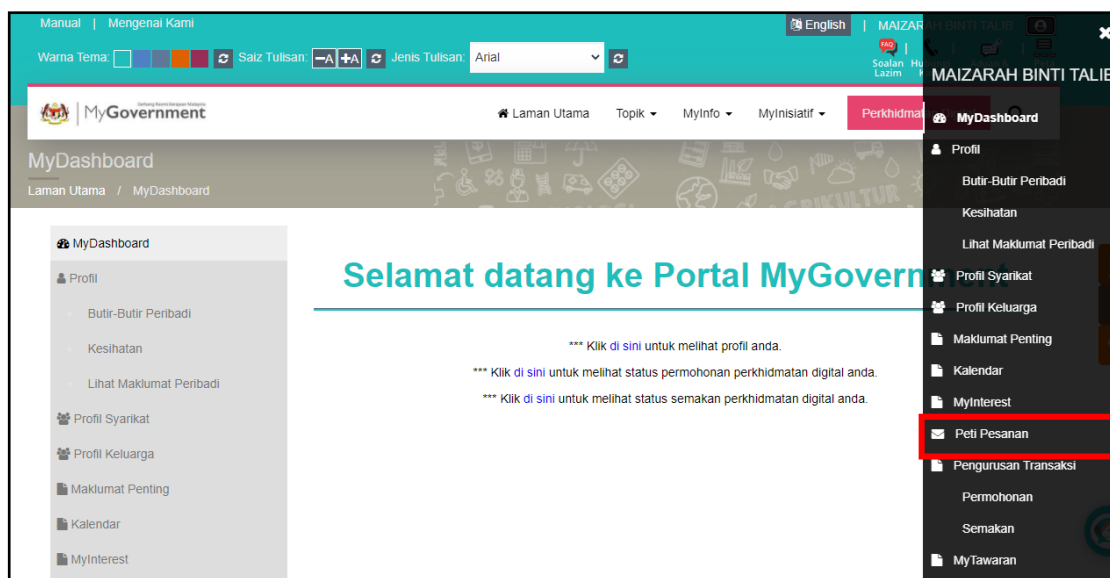 Manual | Mengenai Kami
English | MAIZARAH BINTI TALIB
Warna Tema: Saiz Tulisan: -A +A Jenis Tulisan: Arial
FAQ
Soalan
Lazim
MAIZARAH BINTI TALIB
MyGovernment
Laman Utama Topik MyInfo MyInisiatif
MyDashboard
Laman Utama / MyDashboard
MyDashboard
Profil
Butir-Butir Peribadi
Kesihatan
Lihat Maklumat Peribadi
Profil Syarikat
Profil Keluarga
Maklumat Penting
Kalendar
MyInterest
Selamat datang ke Portal MyGovernment
*** Klik di sini untuk melihat profil anda.
*** Klik di sini untuk melihat status permohonan perkhidmatan digital anda.
*** Klik di sini untuk melihat status semakan perkhidmatan digital anda.
MyDashboard
Profil
Butir-Butir Peribadi
Kesihatan
Lihat Maklumat Peribadi
Profil Syarikat
Profil Keluarga
Maklumat Penting
Kalendar
MyInterest
Peti Pesanan
Pengurusan Transaksi
Permohonan
Semakan
MyTawaran